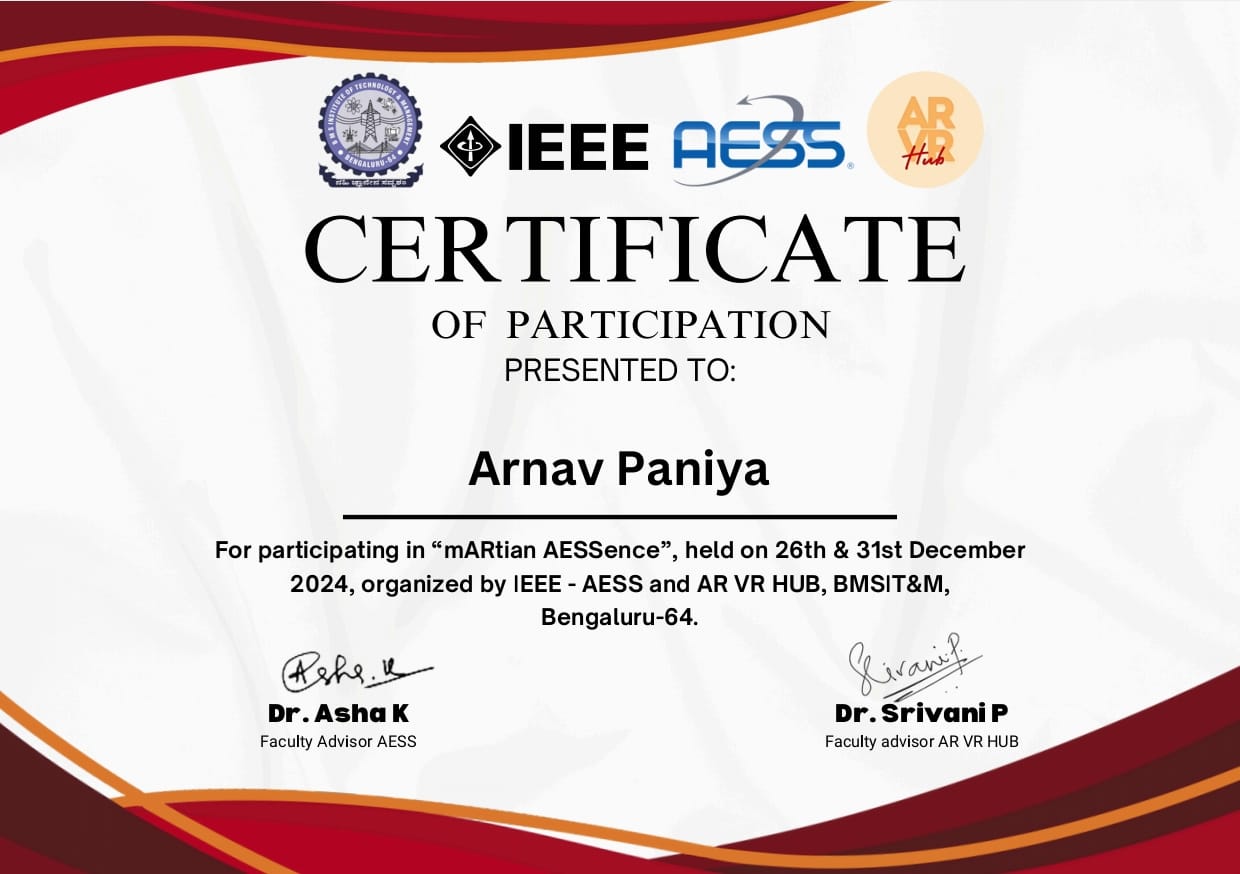 B M S INSTITUTE OF TECHNOLOGY & MANAGEMENT
BENGALURU-64
IEEE
AESS®
AR
VR
Hub
CERTIFICATE
OF PARTICIPATION
PRESENTED TO:
Arnav Paniya
For participating in “mARtian AESSence”, held on 26th & 31st December
2024, organized by IEEE - AESS and AR VR HUB, BMSIT&M,
Bengaluru-64.
Asha.K
Srivani.P.
Dr. Asha K
Dr. Srivani P
Faculty Advisor AESS
Faculty advisor AR VR HUB